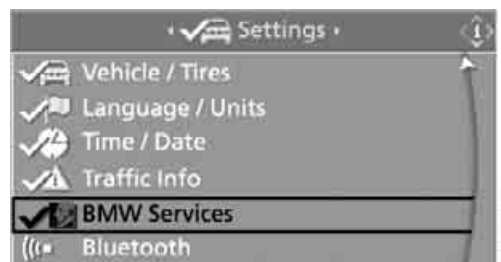 Settings
Vehicle / Tires
Language / Units
Time / Date
Traffic Info
BMW Services
Bluetooth